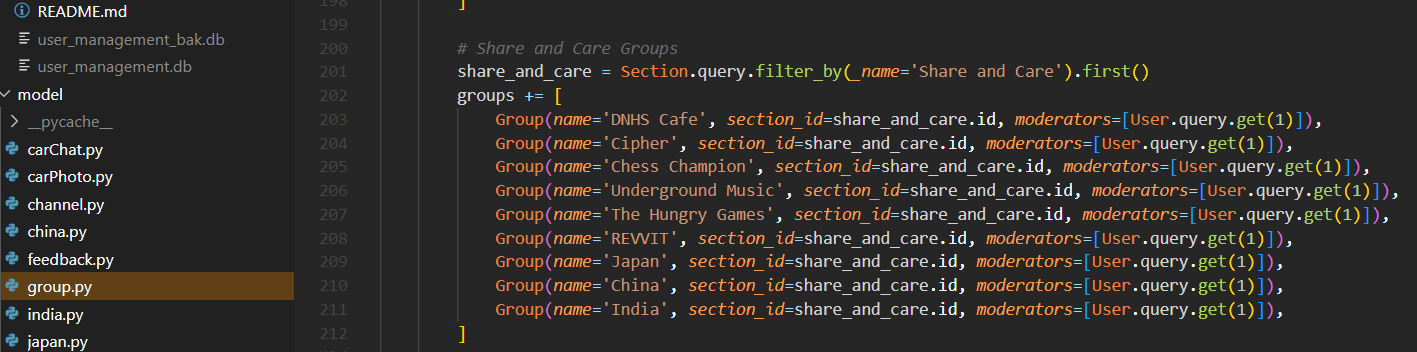 README.md
user_management_bak.db
user_management.db
model
__pycache__
carChat.py
carPhoto.py
channel.py
china.py
feedback.py
group.py
india.py
japan.py
198 ]
199
200 # Share and Care Groups
201 share_and_care = Section.query.filter_by(_name='Share and Care').first()
202 groups += [
203 Group(name='DNHS Cafe', section_id=share_and_care.id, moderators=[User.query.get(1)]),
204 Group(name='Cipher', section_id=share_and_care.id, moderators=[User.query.get(1)]),
205 Group(name='Chess Champion', section_id=share_and_care.id, moderators=[User.query.get(1)]),
206 Group(name='Underground Music', section_id=share_and_care.id, moderators=[User.query.get(1)]),
207 Group(name='The Hungry Games', section_id=share_and_care.id, moderators=[User.query.get(1)]),
208 Group(name='REVVIT', section_id=share_and_care.id, moderators=[User.query.get(1)]),
209 Group(name='Japan', section_id=share_and_care.id, moderators=[User.query.get(1)]),
210 Group(name='China', section_id=share_and_care.id, moderators=[User.query.get(1)]),
211 Group(name='India', section_id=share_and_care.id, moderators=[User.query.get(1)]),
212 ]